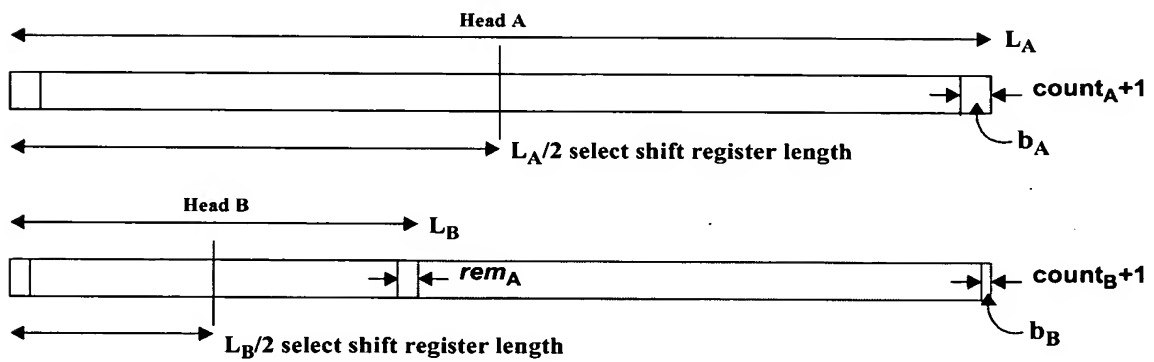 Head A
L_A
count_A+1
b_A
L_A/2 select shift register length
Head B
L_B
rem_A
count_B+1
b_B
L_B/2 select shift register length